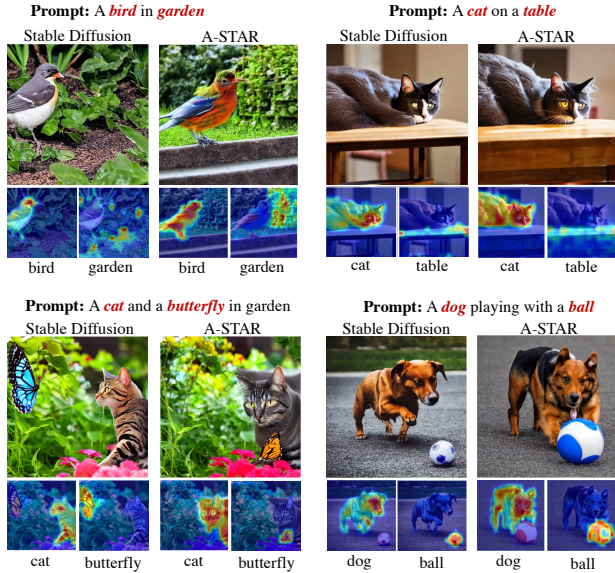 Prompt: A bird in garden
Stable Diffusion A-STAR
bird garden bird garden
Prompt: A cat on a table
Stable Diffusion A-STAR
cat table cat table
Prompt: A cat and a butterfly in garden
Stable Diffusion A-STAR
cat butterfly cat butterfly
Prompt: A dog playing with a ball
Stable Diffusion A-STAR
dog ball dog ball